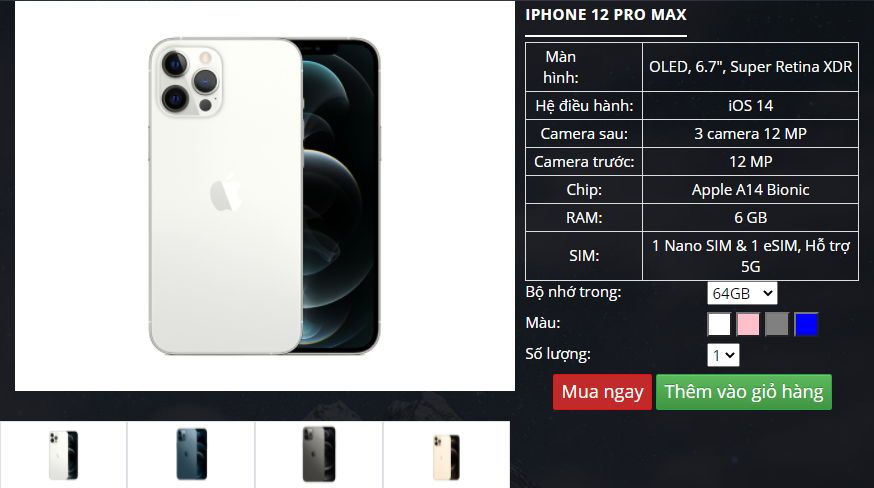 IPHONE 12 PRO MAX
Màn
hình:
OLED, 6.7", Super Retina XDR
Hệ điều hành:
iOS 14
Camera sau:
3 camera 12 MP
Camera trước:
12 MP
Chip:
Apple A14 Bionic
RAM:
6 GB
SIM:
1 Nano SIM & 1 eSIM, Hỗ trợ
5G
Bộ nhớ trong:
64GB
Màu:
Số lượng:
1
Mua ngay
Thêm vào giỏ hàng